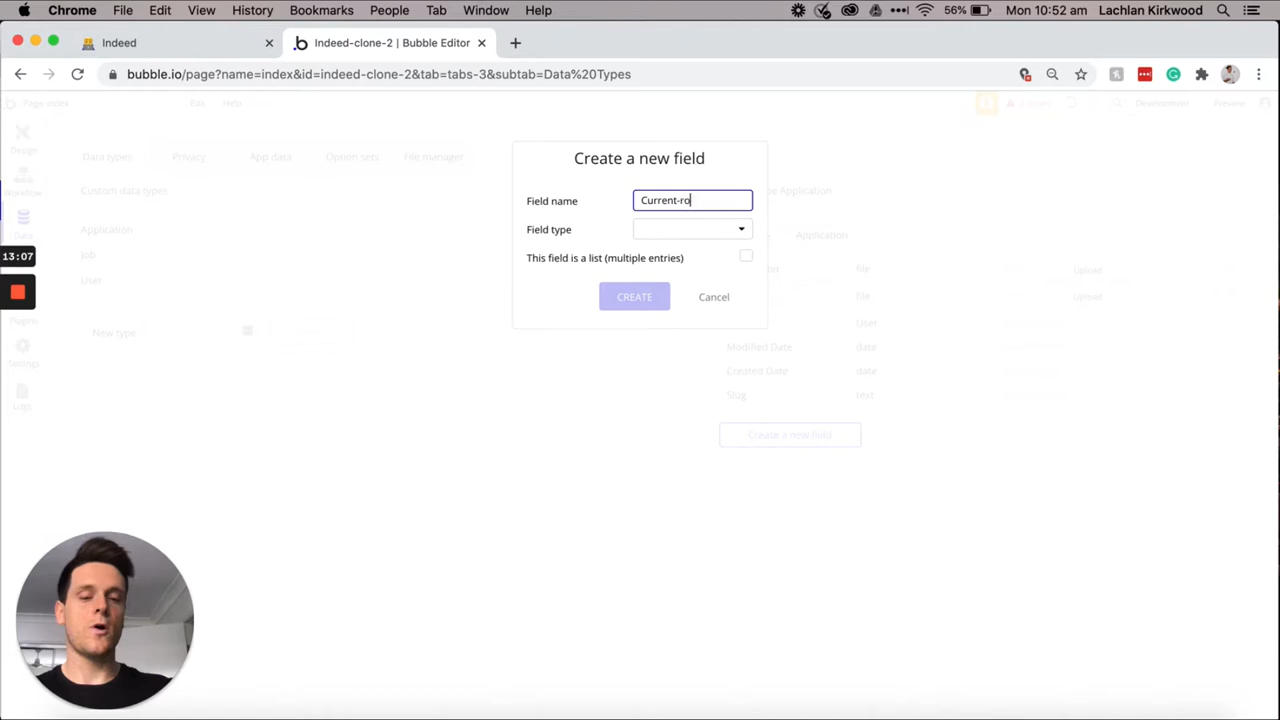 Chrome File Edit View History Bookmarks People Tab Window Help 56% Mon 10:52 am Lachlan Kirkwood
Indeed
Indeed-clone-2 | Bubble Editor
bubble.io/page?name=index&id=indeed-clone-2&tab=tabs-3&subtab=Data%20Types
Page index Edit Help Development Preview
Design
Workflow
Data
13:07
Plugins
Settings
Logs
Data types Privacy App data Option sets File manager
Custom data types
Application
Job
User
New type
Create a new field
Field name Current-ro
Field type
This field is a list (multiple entries)
CREATE Cancel
Application
Application
file Upload
file Upload
User
Modified Date date
Created Date date
Slug text
Create a new field